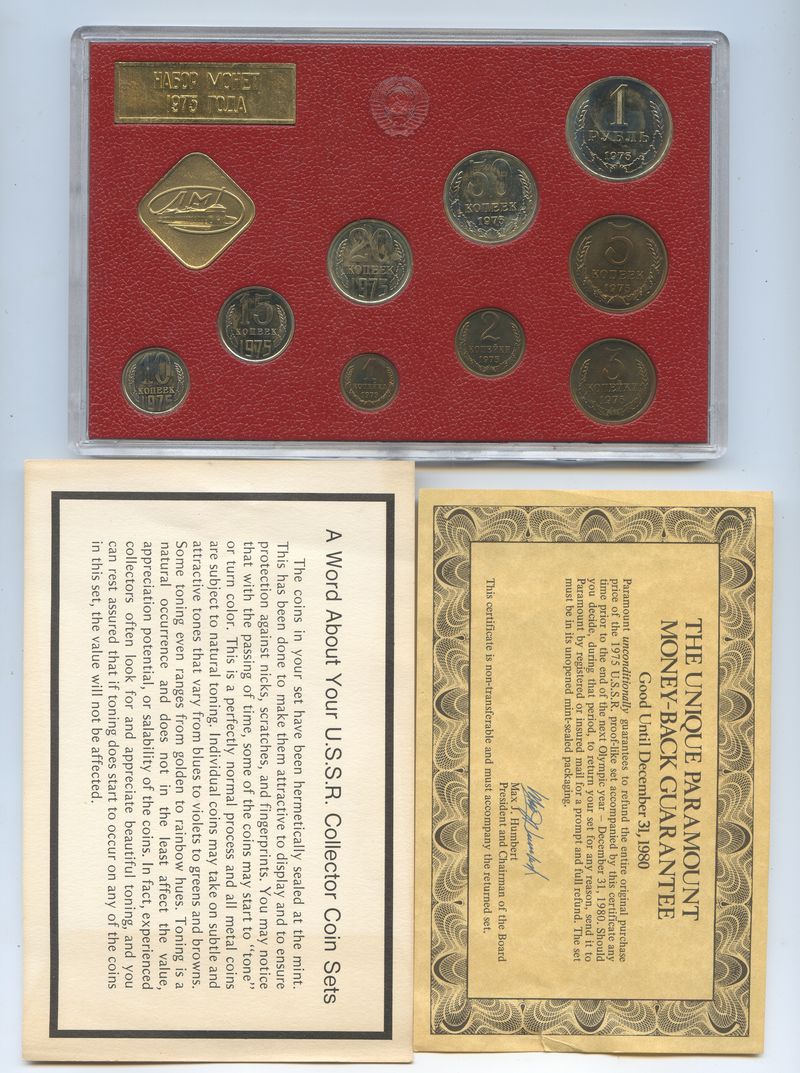 НАБОР МОНЕТ
1975 ГОДА
ЛМД
1
РУБЛЬ
1975
50
КОПЕЕК
1975
20
КОПЕЕК
1975
5
КОПЕЕК
1975
15
КОПЕЕК
1975
2
КОПЕЙКИ
1975
10
КОПЕЕК
1975
1
1975
3
КОПЕЙКИ
1975
A Word About Your U.S.S.R. Collector Coin Sets
The coins in your set have been hermetically sealed at the mint.
This has been done to make them attractive to display and to ensure
protection against nicks, scratches, and fingerprints. You may notice
that with the passing of time, some of the coins may start to “tone”
or turn color. This is a perfectly normal process and all metal coins
are subject to natural toning. Individual coins may take on subtle and
attractive tones that vary from blues to violets to greens and browns.
Some toning even ranges from golden to rainbow hues. Toning is a
natural occurrence and does not in the least affect the value,
appreciation potential, or salability of the coins. In fact, experienced
collectors often look for and appreciate beautiful toning, and you
can rest assured that if toning does start to occur on any of the coins
in this set, the value will not be affected.
THE UNIQUE PARAMOUNT
MONEY-BACK GUARANTEE
Good Until December 31, 1980
Paramount unconditionally guarantees to refund the entire original purchase
price of the 1975 U.S.S.R. proof-like set accompanied by this certificate any
time prior to the end of the next Olympic year – December 31, 1980. Should
you decide, during that period, to return your set for any reason, send it to
Paramount by registered or insured mail for a prompt and full refund. The set
must be in its unopened mint-sealed packaging.
Max J. Humbert
President and Chairman of the Board
This certificate is non-transferable and must accompany the returned set.